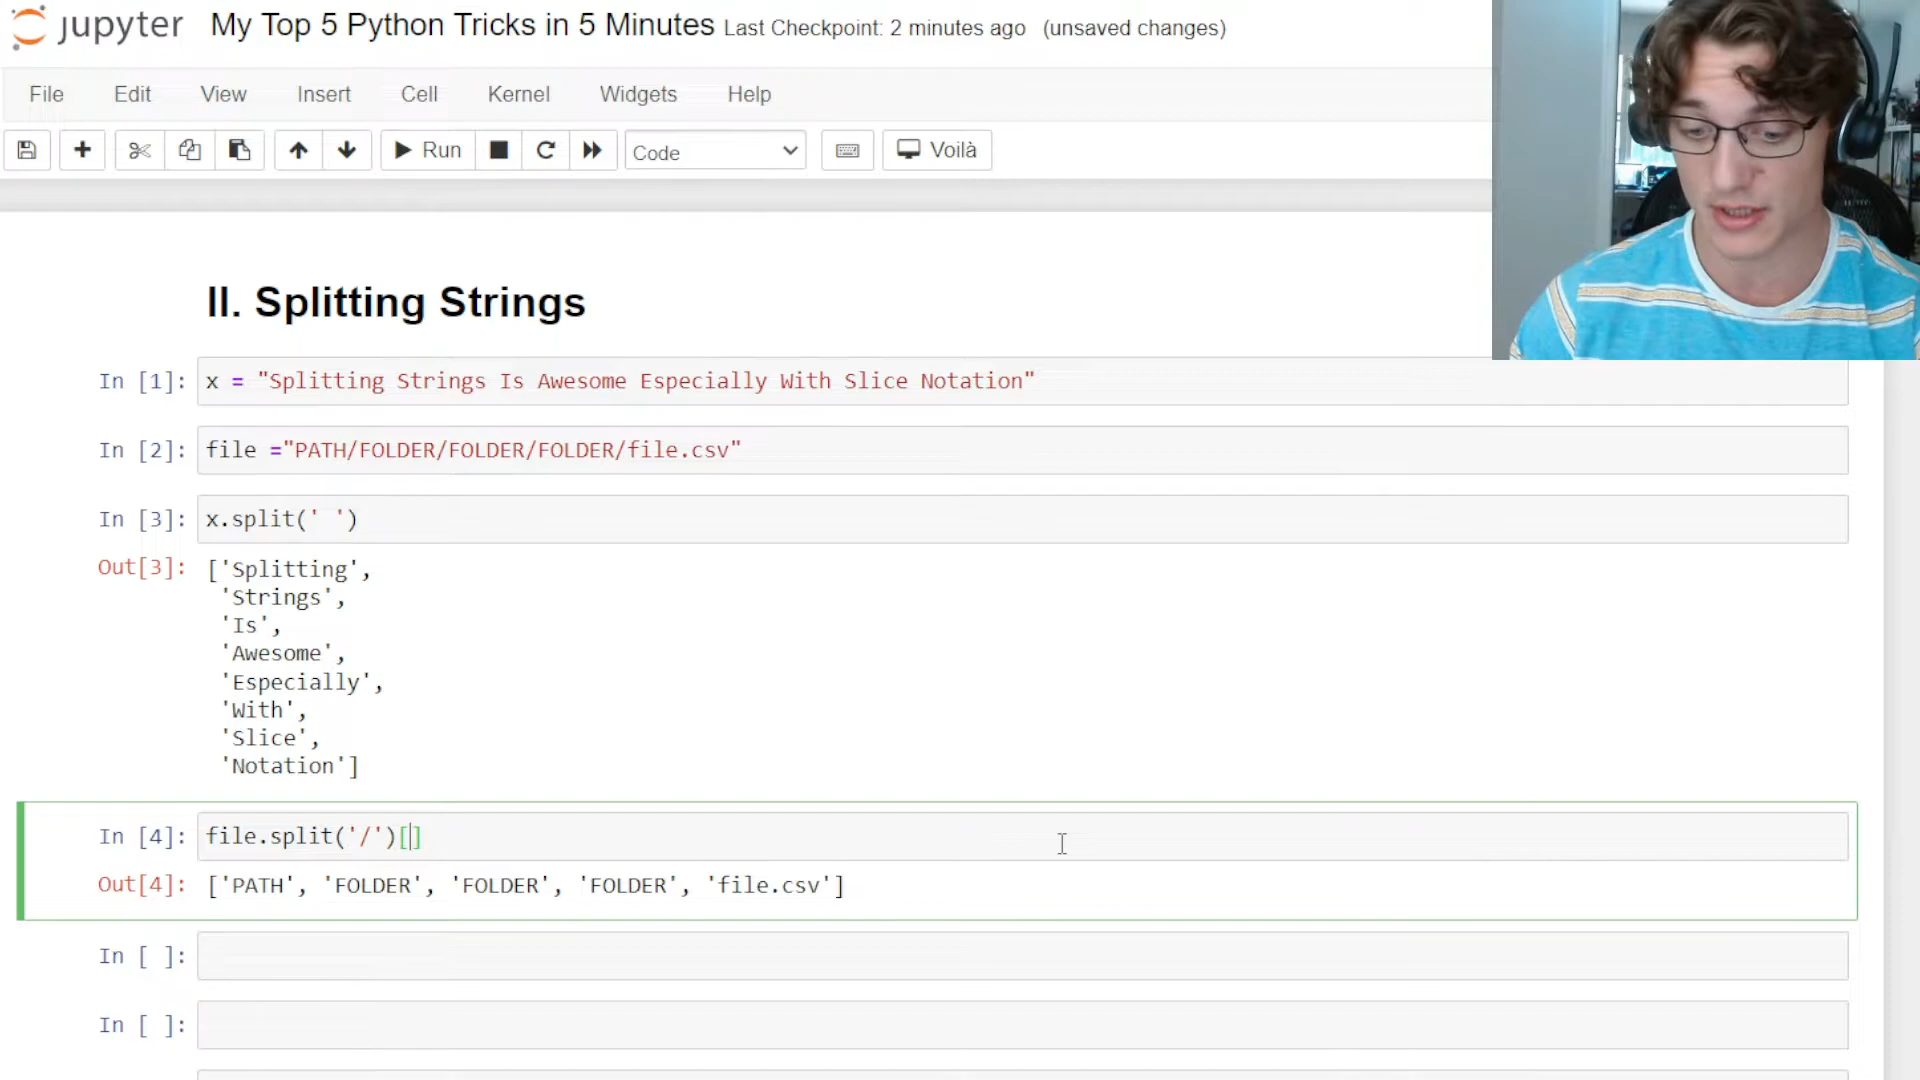 jupyter My Top 5 Python Tricks in 5 Minutes Last Checkpoint: 2 minutes ago (unsaved changes)
File Edit View Insert Cell Kernel Widgets Help
Run Code Voilà
II. Splitting Strings
In [1]: x = "Splitting Strings Is Awesome Especially With Slice Notation"
In [2]: file ="PATH/FOLDER/FOLDER/FOLDER/file.csv"
In [3]: x.split(' ')
Out[3]: ['Splitting',
'Strings',
'Is',
'Awesome',
'Especially',
'With',
'Slice',
'Notation']
In [4]: file.split('/')[]
Out[4]: ['PATH', 'FOLDER', 'FOLDER', 'FOLDER', 'file.csv']
In [ ]:
In [ ]: